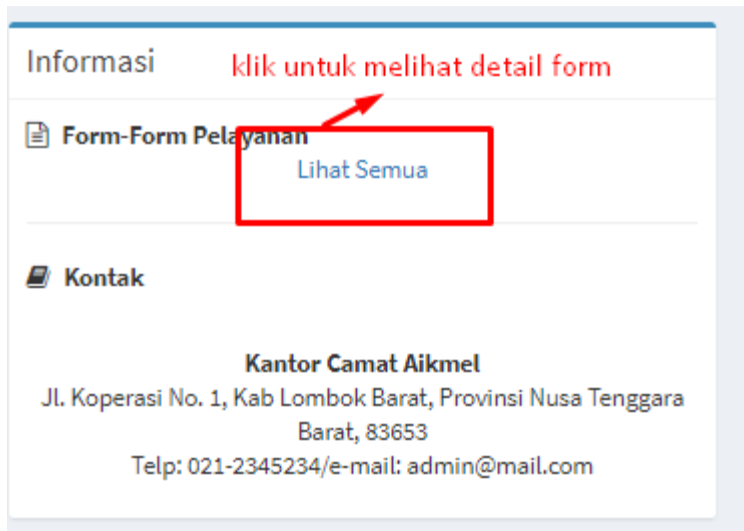 Informasi
klik untuk melihat detail form
Form-Form Pelayanan
Lihat Semua
Kontak
Kantor Camat Aikmel
Jl. Koperasi No. 1, Kab Lombok Barat, Provinsi Nusa Tenggara
Barat, 83653
Telp: 021-2345234/e-mail: admin@mail.com